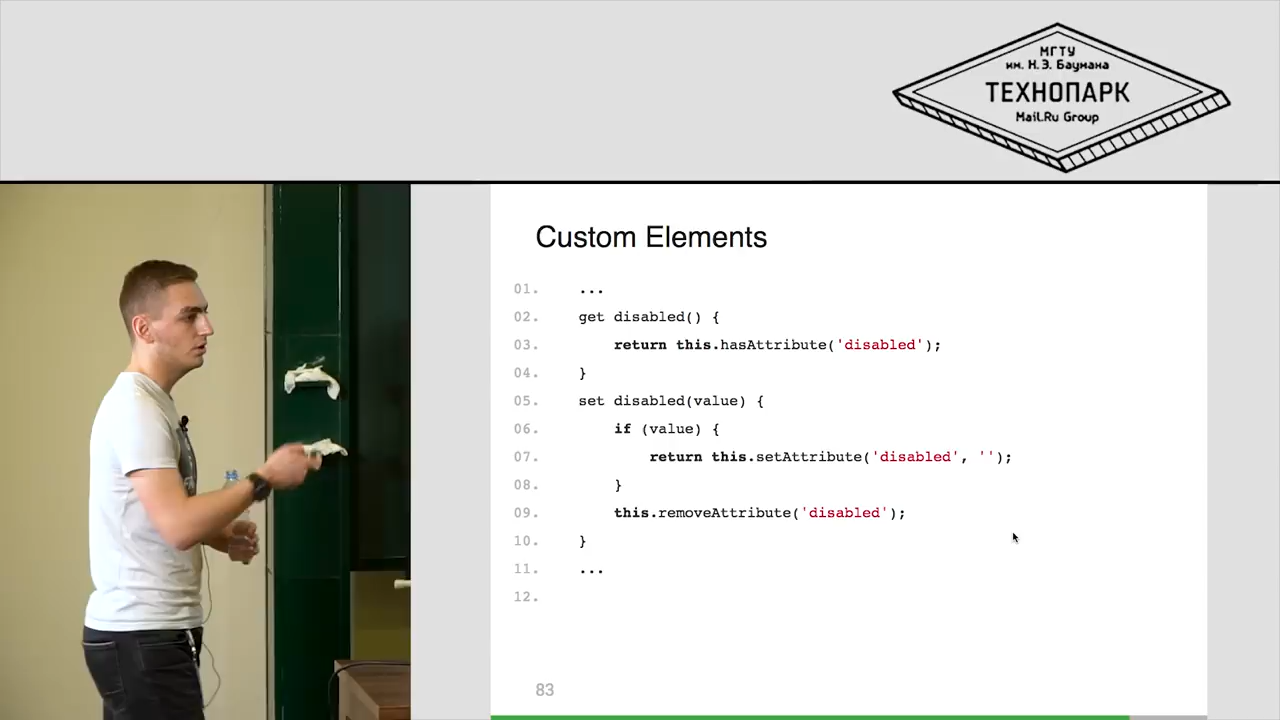 МГТУ
им. Н.Э. Баумана
ТЕХНОПАРК
Mail.Ru Group
Custom Elements
01. ...
02. get disabled() {
03. return this.hasAttribute('disabled');
04. }
05. set disabled(value) {
06. if (value) {
07. return this.setAttribute('disabled', '');
08. }
09. this.removeAttribute('disabled');
10. }
11. ...
12.
83